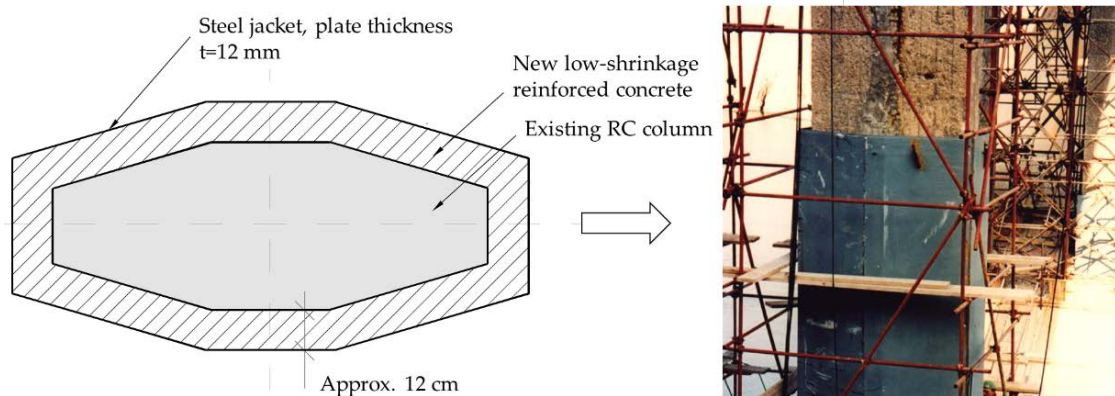 Steel jacket, plate thickness
t=12 mm
New low-shrinkage
reinforced concrete
Existing RC column
Approx. 12 cm